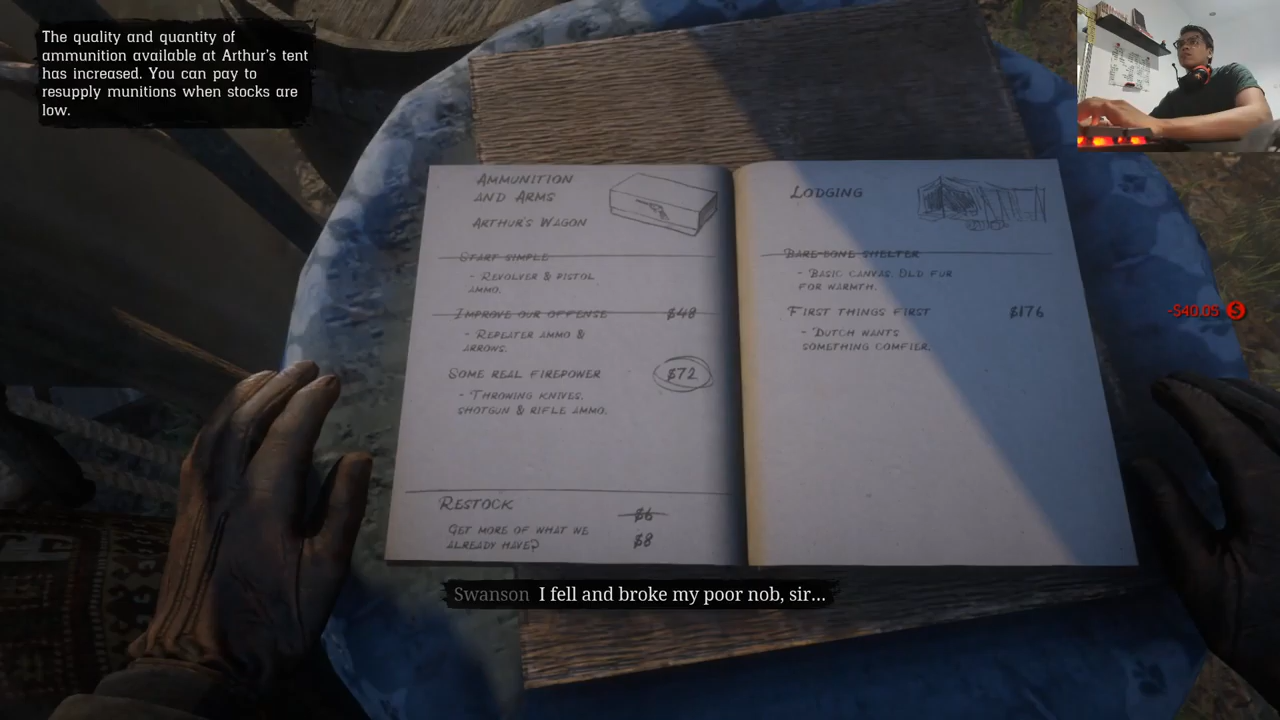 The quality and quantity of
ammunition available at Arthur's tent
has increased. You can pay to
resupply munitions when stocks are
low.
AMMUNITION
AND ARMS
ARTHUR'S WAGON
START SIMPLE
- REVOLVER & PISTOL
AMMO.
IMPROVE OUR OFFENSE $48
- REPEATER AMMO &
ARROWS.
SOME REAL FIREPOWER $72
- THROWING KNIVES,
SHOTGUN & RIFLE AMMO.
RESTOCK $6
GET MORE OF WHAT WE
ALREADY HAVE? $8
LODGING
BARE-BONE SHELTER
- BASIC CANVAS. OLD FUR
FOR WARMTH.
FIRST THINGS FIRST $176
- DUTCH WANTS
SOMETHING COMFIER.
-$40.05 $
Swanson I fell and broke my poor nob, sir...